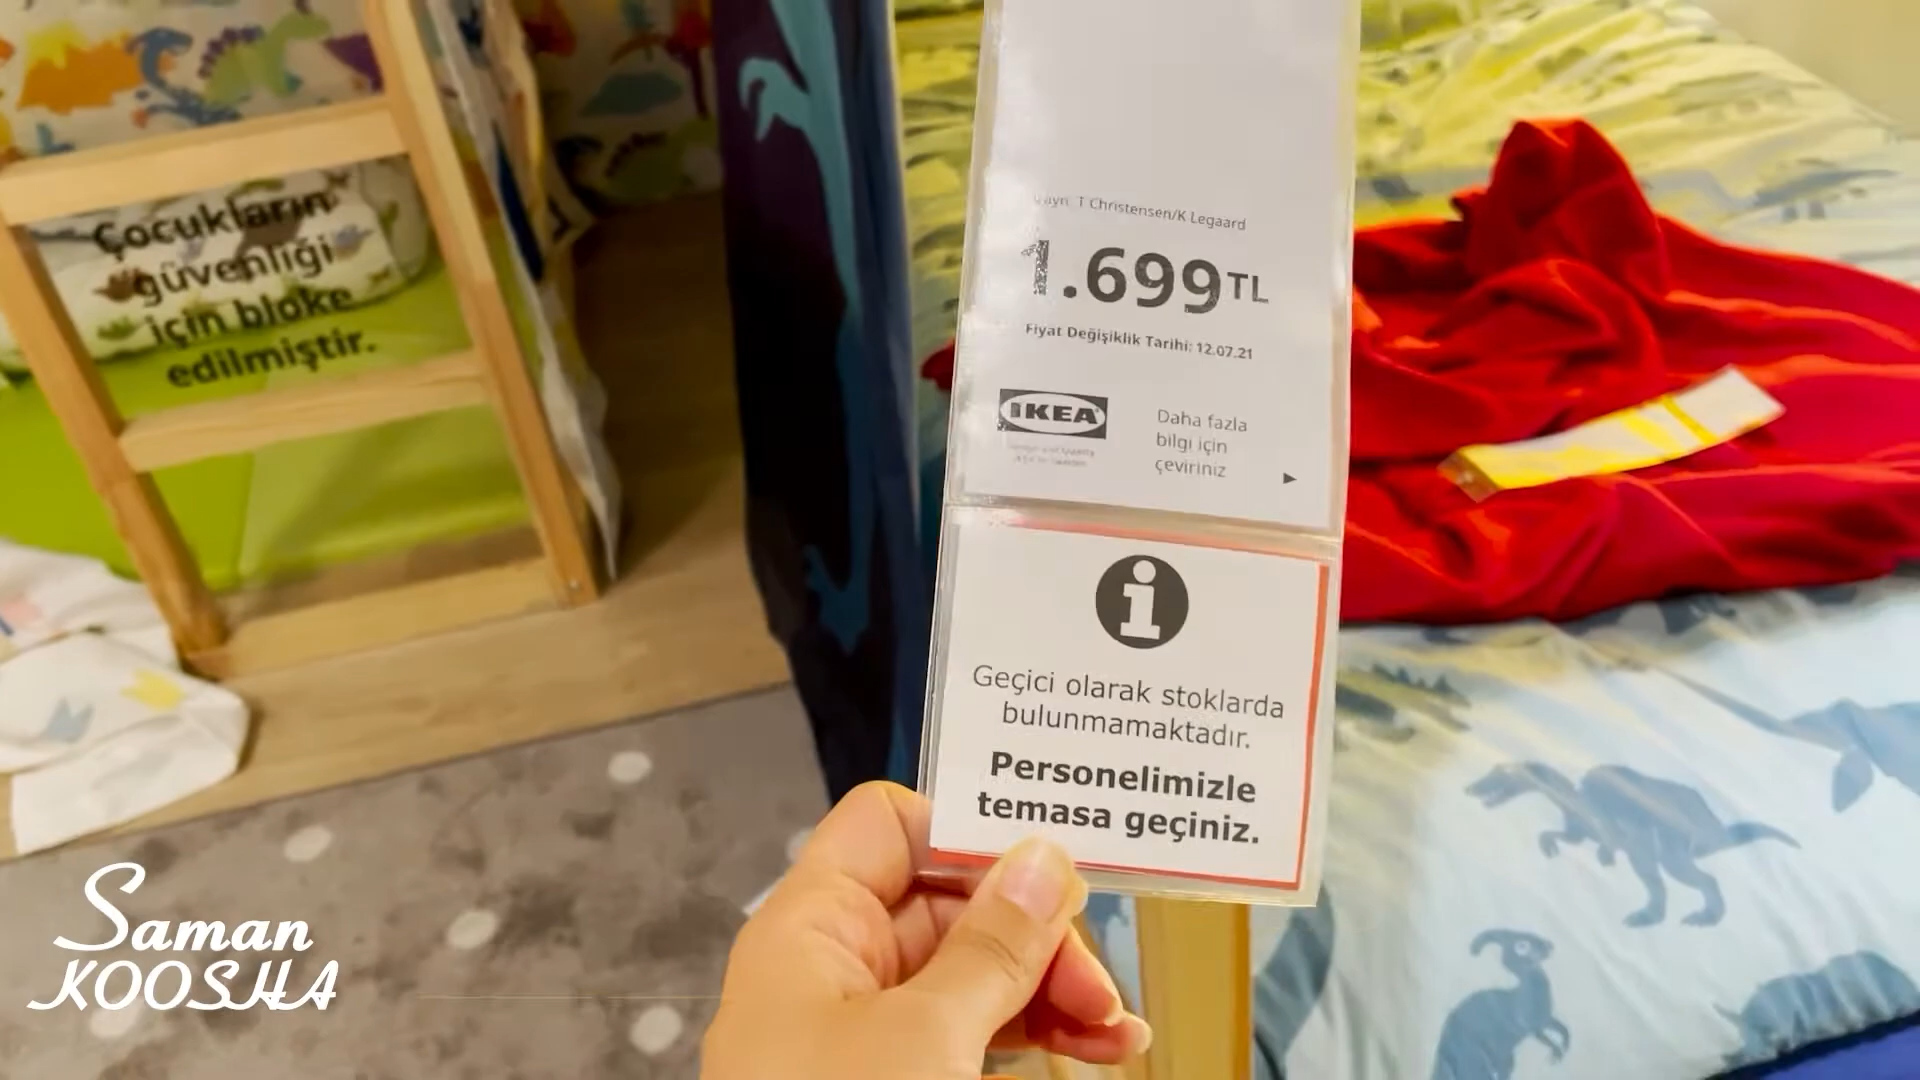 Çocukların
güvenliği
için bloke
edilmiştir.
T Christensen/K Legaard
1.699TL
Fiyat Değişiklik Tarihi: 12.07.21
IKEA
Daha fazla
bilgi için
çeviriniz
i
Geçici olarak stoklarda
bulunmamaktadır.
Personelimizle
temasa geçiniz.
Saman
KOOSHA